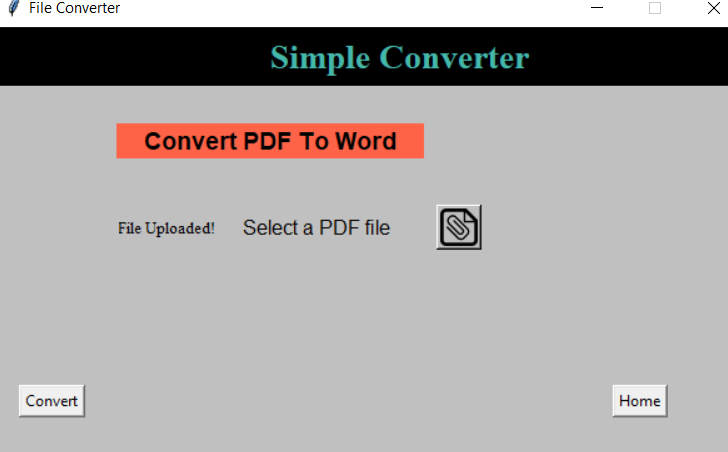 File Converter
Simple Converter
Convert PDF To Word
File Uploaded! Select a PDF file
Convert Home